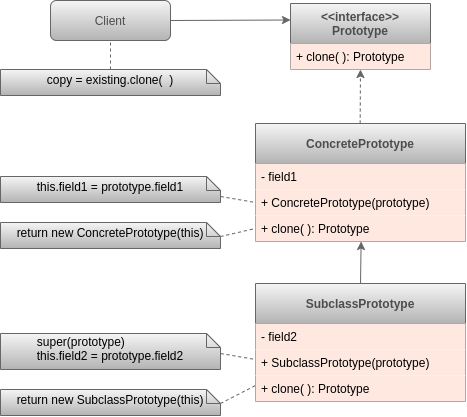 Client
<<interface>>
Prototype
+ clone( ): Prototype
copy = existing.clone(  )
ConcretePrototype
- field1
this.field1 = prototype.field1
+ ConcretePrototype(prototype)
return new ConcretePrototype(this)
+ clone( ): Prototype
SubclassPrototype
- field2
super(prototype)
this.field2 = prototype.field2
+ SubclassPrototype(prototype)
return new SubclassPrototype(this)
+ clone( ): Prototype